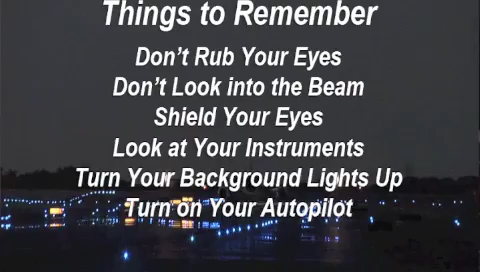 Things to Remember
Don’t Rub Your Eyes
Don’t Look into the Beam
Shield Your Eyes
Look at Your Instruments
Turn Your Background Lights Up
Turn on Your Autopilot